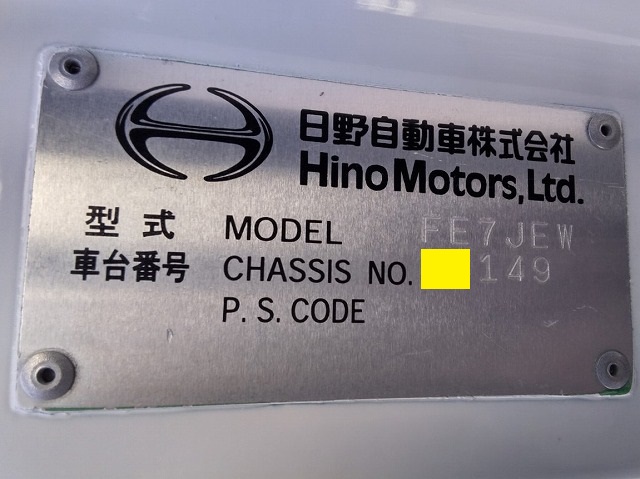 日野自動車株式会社
Hino Motors, Ltd.
型式 MODEL FE7JEW
車台番号 CHASSIS NO. 149
P. S. CODE